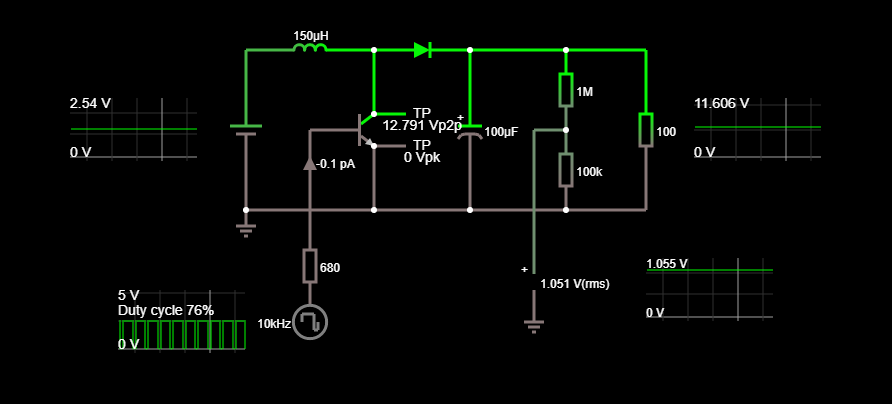 150µH
2.54 V
0 V
TP
12.791 Vp2p
TP
0 Vpk
-0.1 pA
+
100µF
1M
100k
100
11.606 V
0 V
680
10kHz
5 V
Duty cycle 76%
0 V
+
1.051 V(rms)
1.055 V
0 V